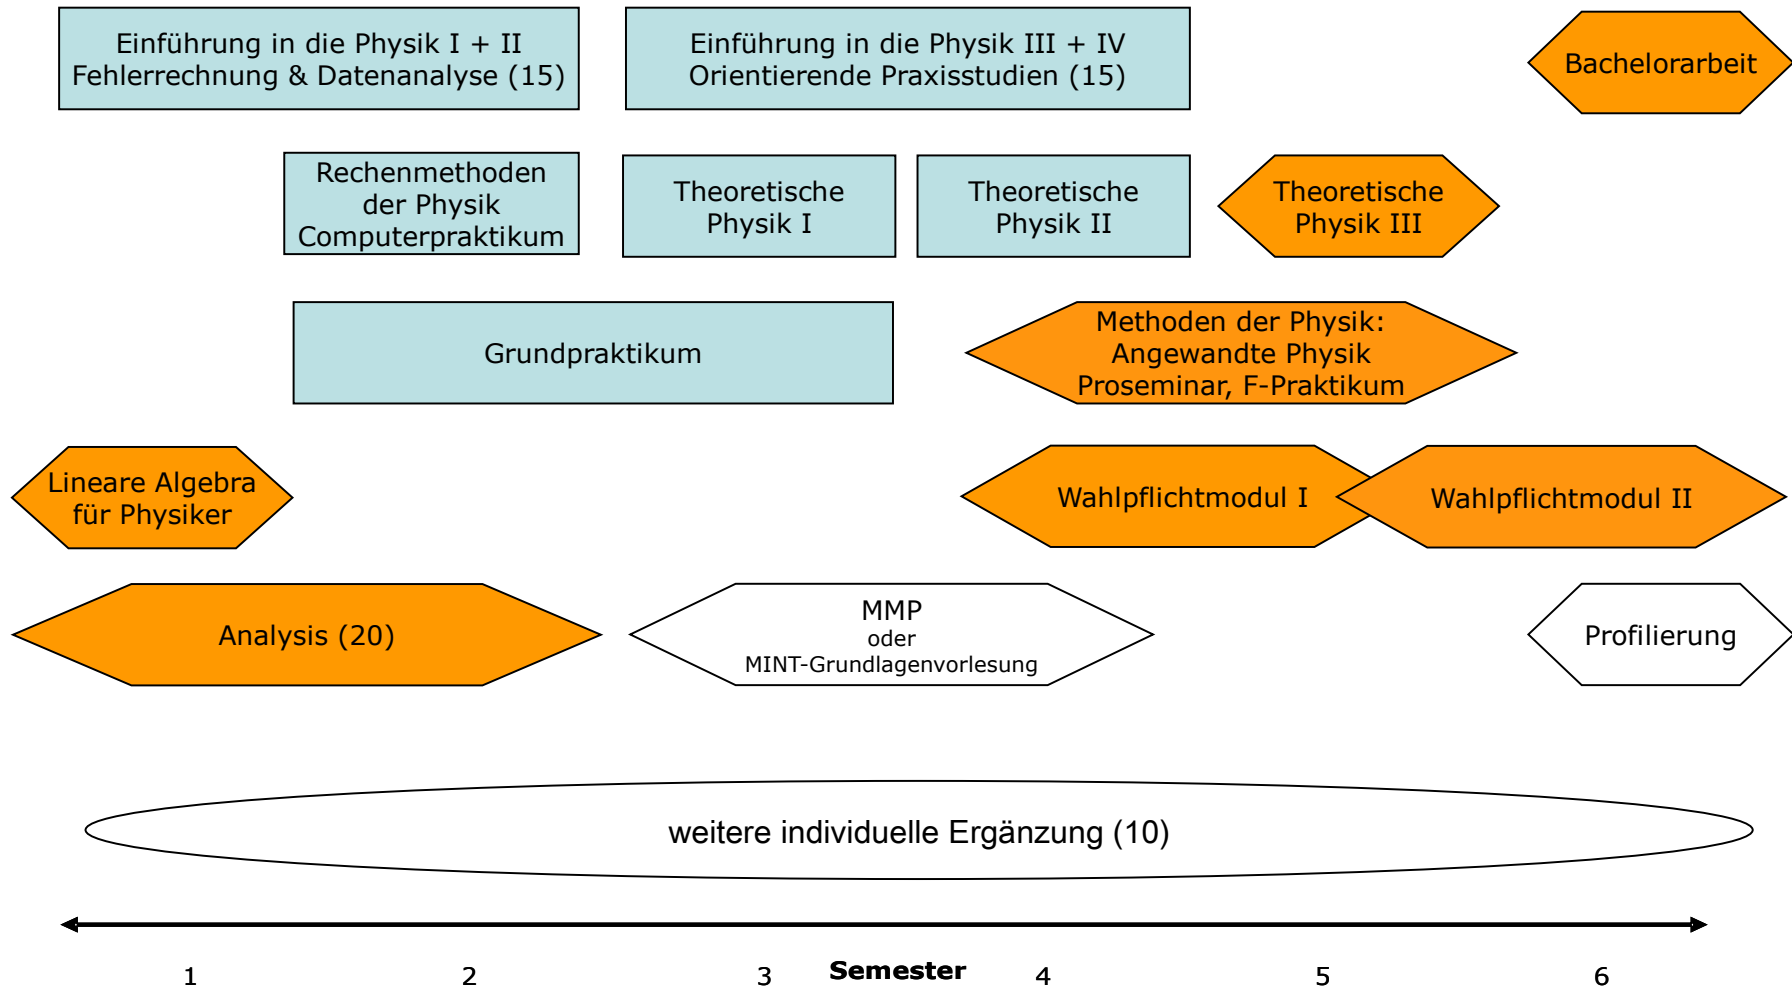 Einführung in die Physik I + II
Fehlerrechnung & Datenanalyse (15)
Einführung in die Physik III + IV
Orientierende Praxisstudien (15)
Bachelorarbeit
Rechenmethoden
der Physik
Computerpraktikum
Theoretische
Physik I
Theoretische
Physik II
Theoretische
Physik III
Grundpraktikum
Methoden der Physik:
Angewandte Physik
Proseminar, F-Praktikum
Lineare Algebra
für Physiker
Wahlpflichtmodul I
Wahlpflichtmodul II
Analysis (20)
MMP
oder
MINT-Grundlagenvorlesung
Profilierung
weitere individuelle Ergänzung (10)
1 2 3 Semester 4 5 6